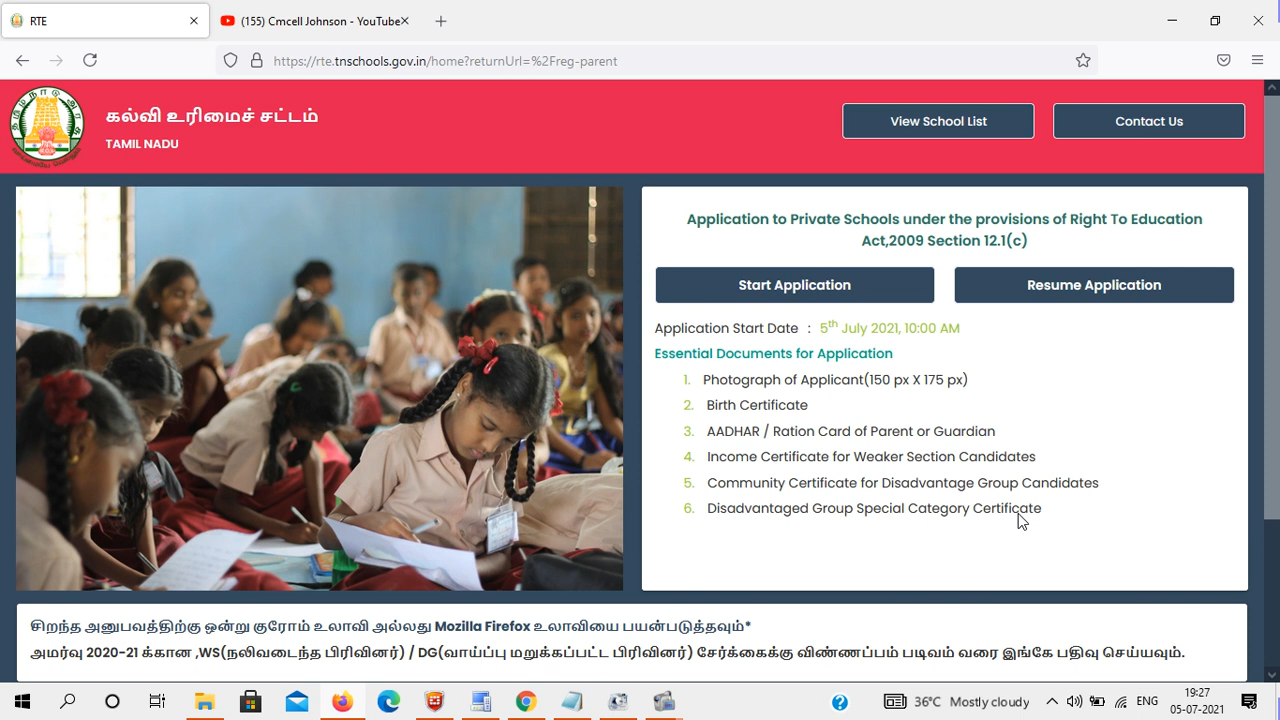 RTE
(155) Cmcell Johnson - YouTube
https://rte.tnschools.gov.in/home?returnUrl=%2Freg-parent
கல்வி உரிமைச் சட்டம்
TAMIL NADU
View School List
Contact Us
Application to Private Schools under the provisions of Right To Education
Act,2009 Section 12.1(c)
Start Application
Resume Application
Application Start Date : 5th July 2021, 10:00 AM
Essential Documents for Application
1. Photograph of Applicant(150 px X 175 px)
2. Birth Certificate
3. AADHAR / Ration Card of Parent or Guardian
4. Income Certificate for Weaker Section Candidates
5. Community Certificate for Disadvantage Group Candidates
6. Disadvantaged Group Special Category Certificate
சிறந்த அனுபவத்திற்கு ஒன்று குரோம் உலாவி அல்லது Mozilla Firefox உலாவியை பயன்படுத்தவும்*
அமர்வு 2020-21 க்கான ,WS(நலிவடைந்த பிரிவினர்) / DG(வாய்ப்பு மறுக்கப்பட்ட பிரிவினர்) சேர்க்கைக்கு விண்ணப்பம் படிவம் வரை இங்கே பதிவு செய்யவும்.
36°C Mostly cloudy
ENG
19:27
05-07-2021